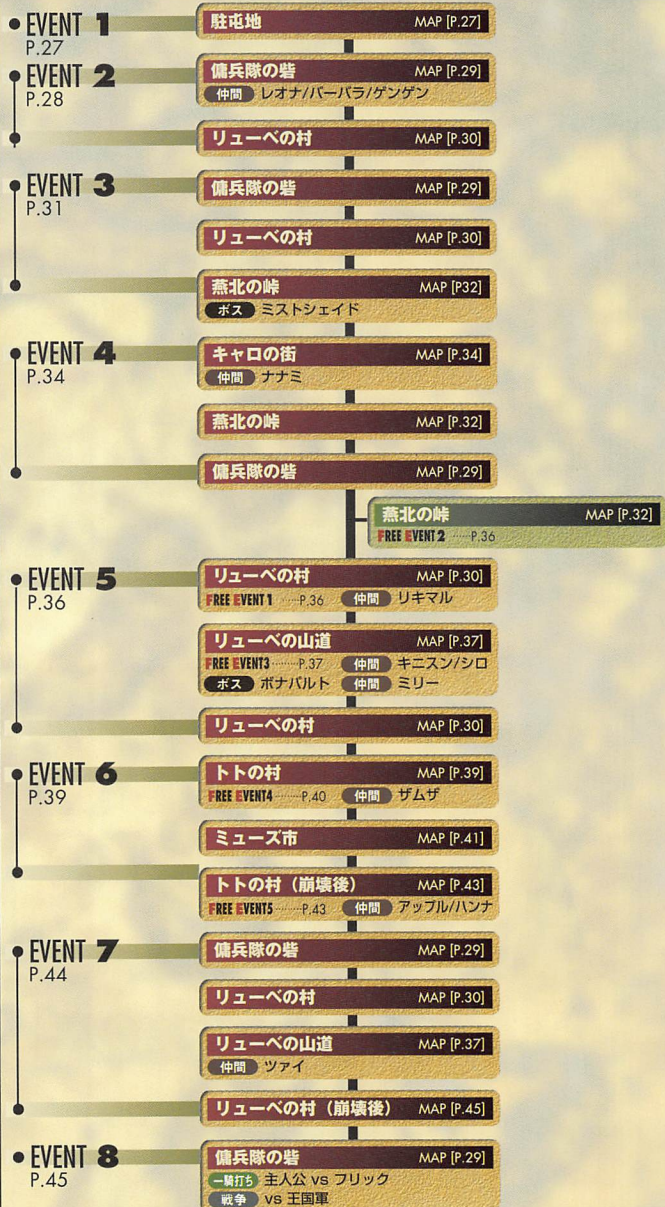 EVENT 1
P.27
駐屯地 MAP [P.27]
EVENT 2
P.28
傭兵隊の砦 MAP [P.29]
仲間 レオナ/バーバラ/ゲンゲン
リューベの村 MAP [P.30]
EVENT 3
P.31
傭兵隊の砦 MAP [P.29]
リューベの村 MAP [P.30]
燕北の峠 MAP [P32]
ボス ミストシェイド
EVENT 4
P.34
キャロの街 MAP [P.34]
仲間 ナナミ
燕北の峠 MAP [P.32]
傭兵隊の砦 MAP [P.29]
燕北の峠 MAP [P.32]
FREE EVENT 2 ……P.36
EVENT 5
P.36
リューベの村 MAP [P.30]
FREE EVENT 1 ……P.36 仲間 リキマル
リューベの山道 MAP [P.37]
FREE EVENT3 ……P.37 仲間 キニスン/シロ
ボス ボナパルト 仲間 ミリー
リューベの村 MAP [P.30]
EVENT 6
P.39
トトの村 MAP [P.39]
FREE EVENT4 ……P.40 仲間 ザムザ
ミューズ市 MAP [P.41]
トトの村（崩壊後） MAP [P.43]
FREE EVENT5 ……P.43 仲間 アップル/ハンナ
EVENT 7
P.44
傭兵隊の砦 MAP [P.29]
リューベの村 MAP [P.30]
リューベの山道 MAP [P.37]
仲間 ツァイ
リューベの村（崩壊後） MAP [P.45]
EVENT 8
P.45
傭兵隊の砦 MAP [P.29]
一騎打ち 主人公 vs フリック
戦争 vs 王国軍